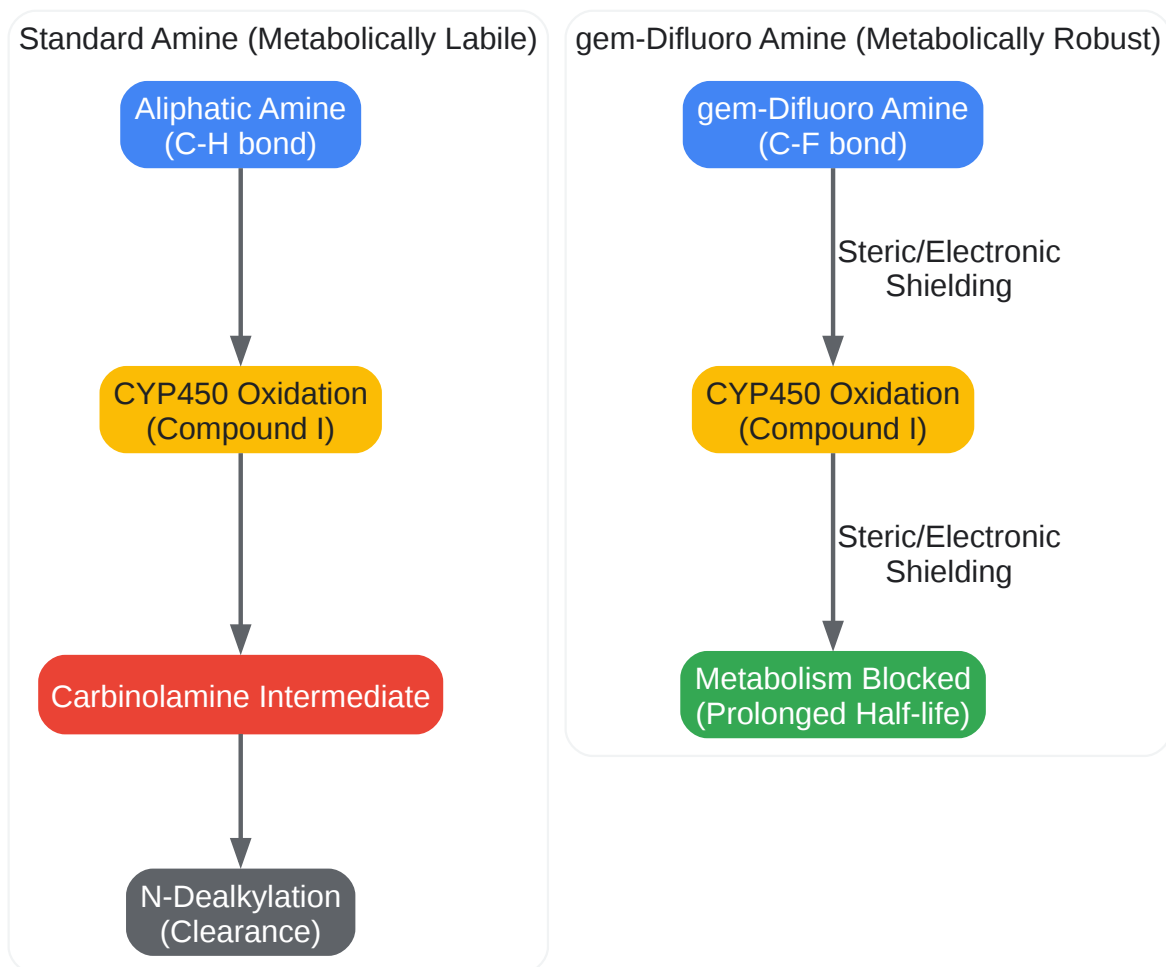 Standard Amine (Metabolically Labile)
Aliphatic Amine
(C-H bond)
CYP450 Oxidation
(Compound I)
Carbinolamine Intermediate
N-Dealkylation
(Clearance)
gem-Difluoro Amine (Metabolically Robust)
gem-Difluoro Amine
(C-F bond)
Steric/Electronic
Shielding
CYP450 Oxidation
(Compound I)
Steric/Electronic
Shielding
Metabolism Blocked
(Prolonged Half-life)